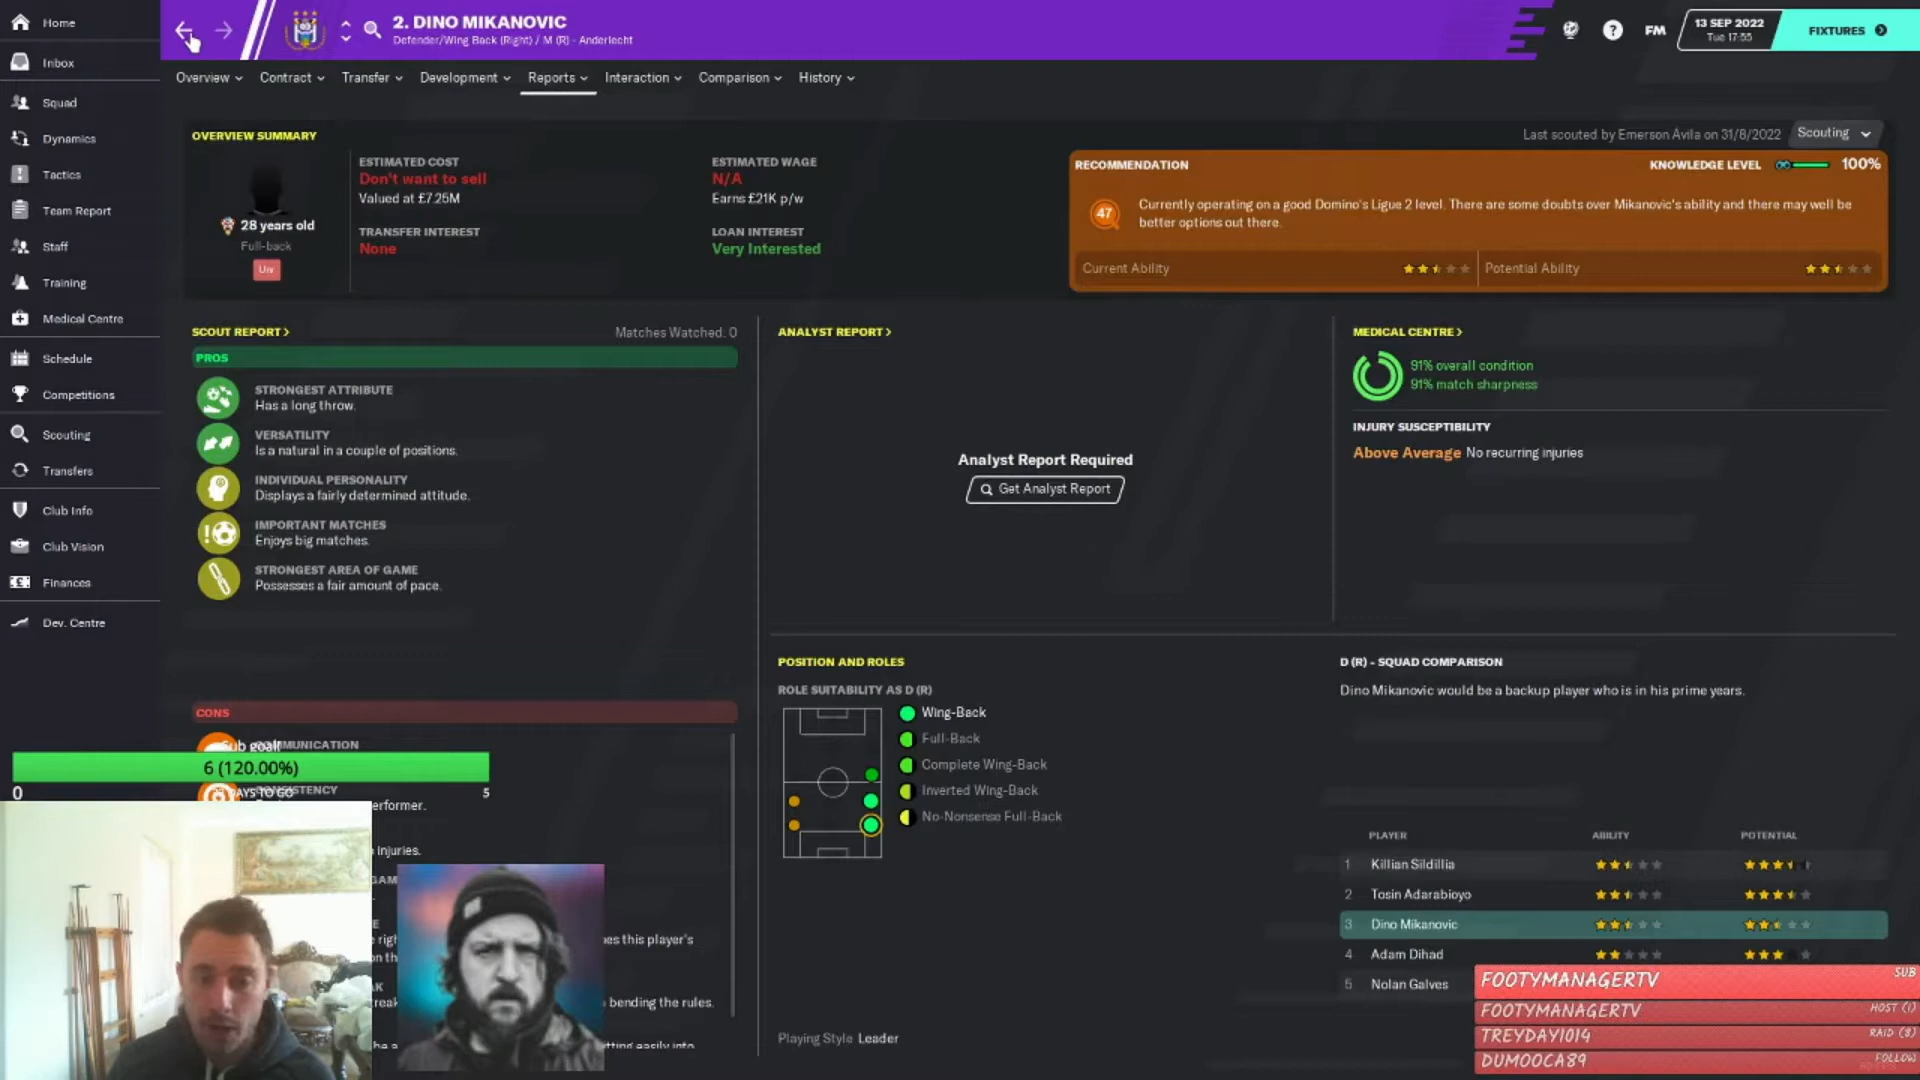 Home
Inbox
Squad
Dynamics
Tactics
Team Report
Staff
Training
Medical Centre
Schedule
Competitions
Scouting
Transfers
Club Info
Club Vision
Finances
Dev. Centre
2. DINO MIKANOVIC
Defender/Wing Back (Right) / M (R) - Anderlecht
FM
13 SEP 2022
Tue 17:55
FIXTURES
Overview
Contract
Transfer
Development
Reports
Interaction
Comparison
History
OVERVIEW SUMMARY
Last scouted by Emerson Ávila on 31/8/2022
Scouting
28 years old
Full-back
Unv
ESTIMATED COST
Don't want to sell
Valued at £7.25M
TRANSFER INTEREST
None
ESTIMATED WAGE
N/A
Earns £21K p/w
LOAN INTEREST
Very Interested
RECOMMENDATION
KNOWLEDGE LEVEL 100%
47
Currently operating on a good Domino's Ligue 2 level. There are some doubts over Mikanovic's ability and there may well be
better options out there.
Current Ability
Potential Ability
SCOUT REPORT >
Matches Watched: 0
PROS
STRONGEST ATTRIBUTE
Has a long throw.
VERSATILITY
Is a natural in a couple of positions.
INDIVIDUAL PERSONALITY
Displays a fairly determined attitude.
IMPORTANT MATCHES
Enjoys big matches.
STRONGEST AREA OF GAME
Possesses a fair amount of pace.
CONS
COMMUNICATION
Sub goal!
6 (120.00%)
0
DAYS TO GO
5
CONSISTENCY
erformer.
injuries.
es this player's
bending the rules.
ANALYST REPORT >
Analyst Report Required
Get Analyst Report
MEDICAL CENTRE >
91% overall condition
91% match sharpness
INJURY SUSCEPTIBILITY
Above Average No recurring injuries
POSITION AND ROLES
ROLE SUITABILITY AS D (R)
Wing-Back
Full-Back
Complete Wing-Back
Inverted Wing-Back
No-Nonsense Full-Back
Playing Style Leader
D (R) - SQUAD COMPARISON
Dino Mikanovic would be a backup player who is in his prime years.
PLAYER ABILITY POTENTIAL
1 Killian Sildillia
2 Tosin Adarabioyo
3 Dino Mikanovic
4 Adam Dihad
5 Nolan Galves
FOOTYMANAGERTV SUB
FOOTYMANAGERTV HOST (1)
TREYDAY1014 RAID (8)
DUMOOCA89 FOLLOW